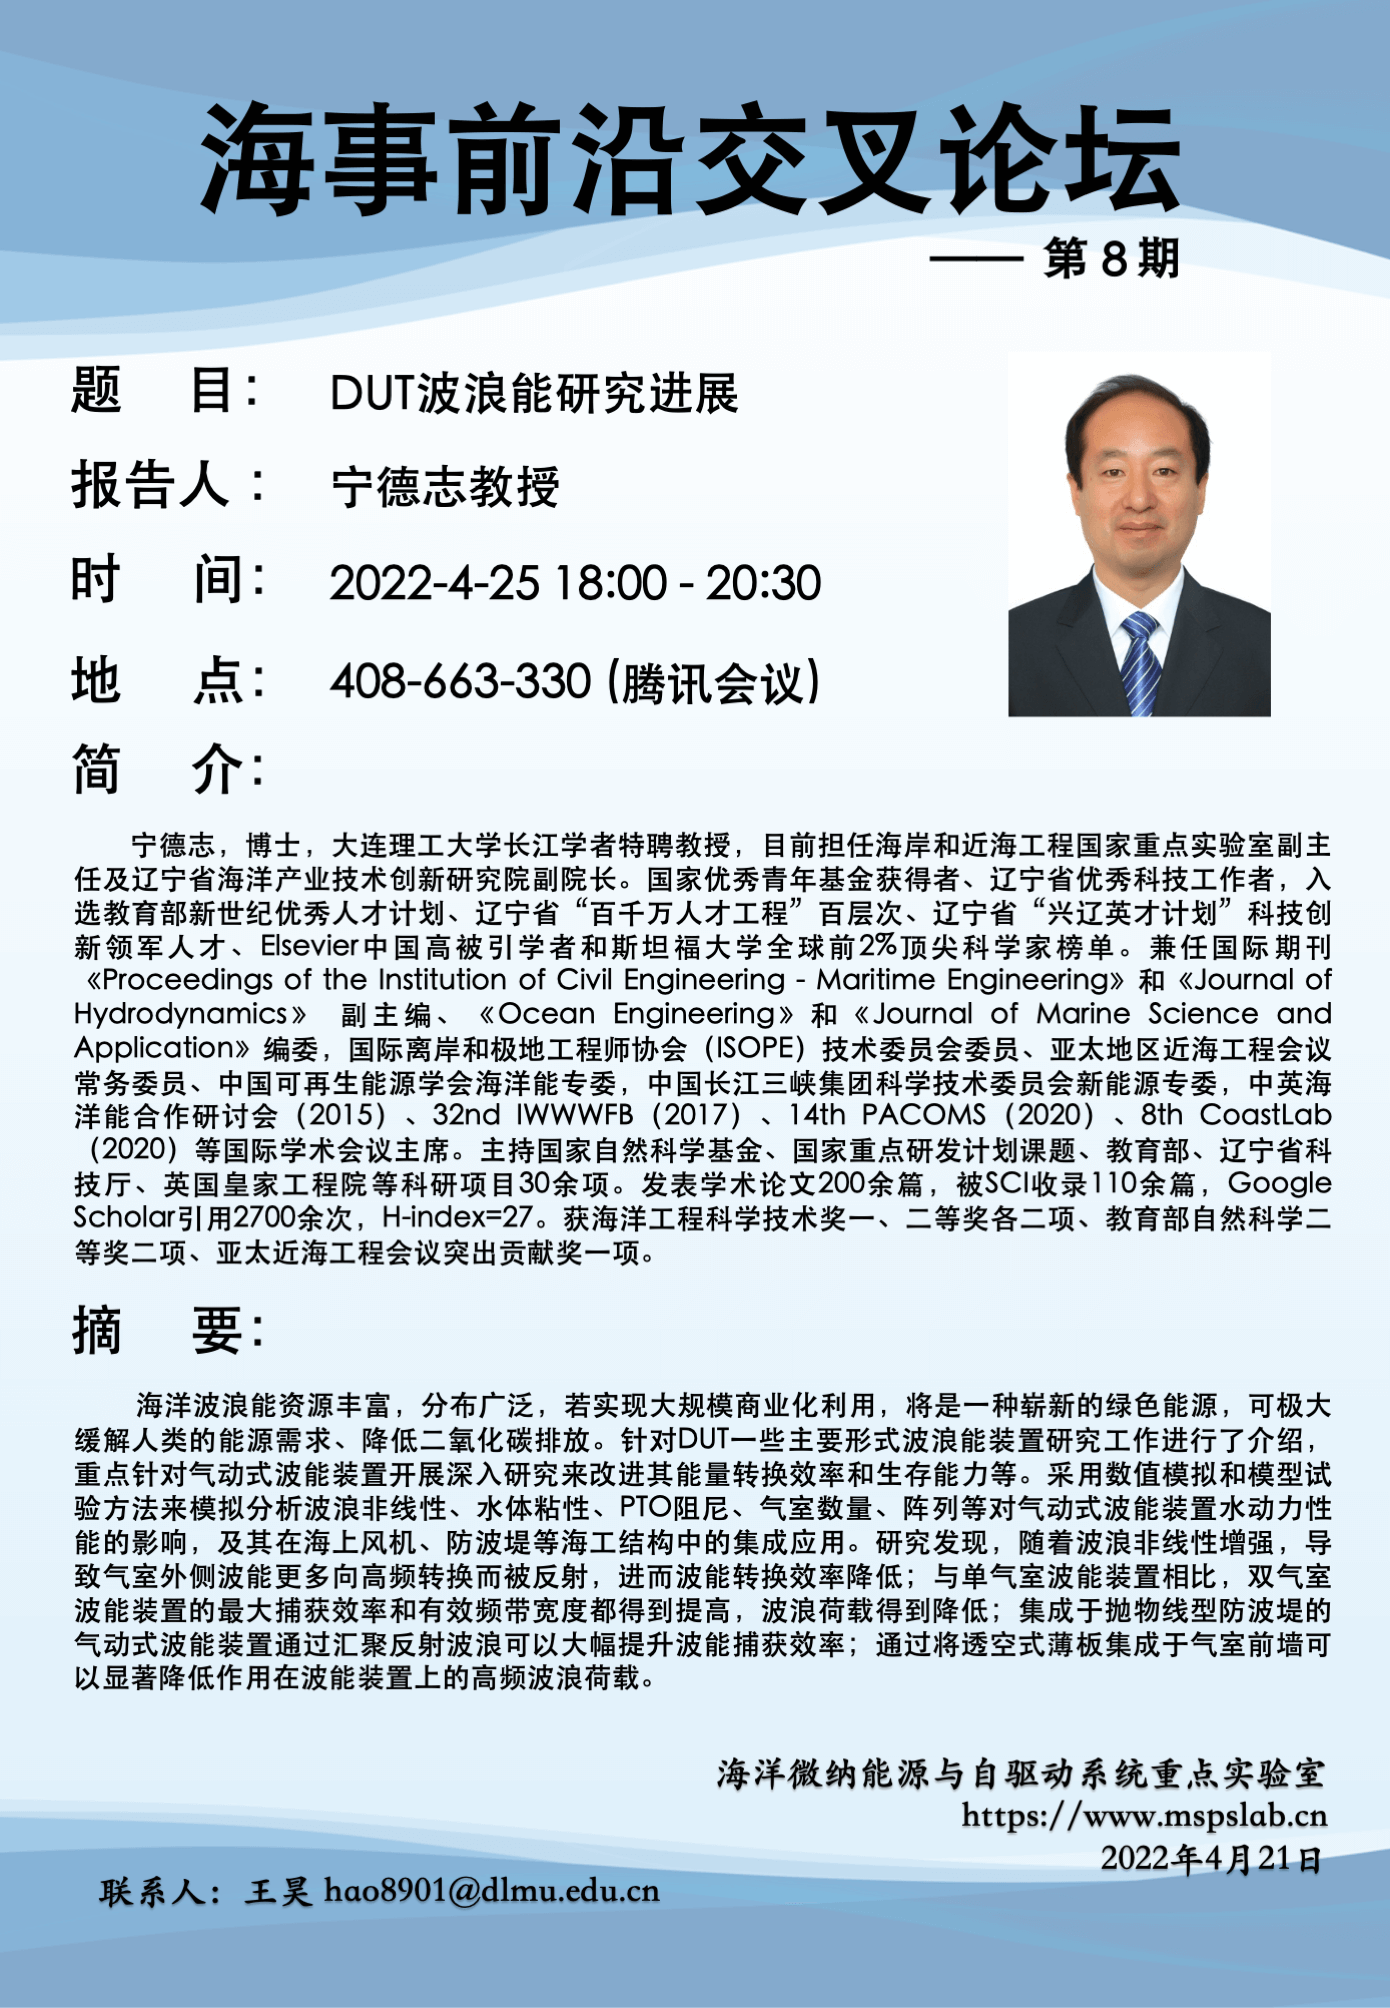 海事前沿交叉论坛
—— 第 8 期
题 目： DUT波浪能研究进展
报告人 ： 宁德志教授
时 间： 2022-4-25 18:00 - 20:30
地 点： 408-663-330 (腾讯会议)
简 介：
宁德志，博士，大连理工大学长江学者特聘教授，目前担任海岸和近海工程国家重点实验室副主
任及辽宁省海洋产业技术创新研究院副院长。国家优秀青年基金获得者、辽宁省优秀科技工作者，入
选教育部新世纪优秀人才计划、辽宁省“百千万人才工程”百层次、辽宁省“兴辽英才计划”科技创
新领军人才、Elsevier中国高被引学者和斯坦福大学全球前2%顶尖科学家榜单。兼任国际期刊
《Proceedings of the Institution of Civil Engineering - Maritime Engineering》和《Journal of
Hydrodynamics》 副主编、《Ocean Engineering》和《Journal of Marine Science and
Application》编委，国际离岸和极地工程师协会（ISOPE）技术委员会委员、亚太地区近海工程会议
常务委员、中国可再生能源学会海洋能专委，中国长江三峡集团科学技术委员会新能源专委，中英海
洋能合作研讨会（2015）、32nd IWWWFB（2017）、14th PACOMS（2020）、8th CoastLab
（2020）等国际学术会议主席。主持国家自然科学基金、国家重点研发计划课题、教育部、辽宁省科
技厅、英国皇家工程院等科研项目30余项。发表学术论文200余篇，被SCI收录110余篇，Google
Scholar引用2700余次，H-index=27。获海洋工程科学技术奖一、二等奖各二项、教育部自然科学二
等奖二项、亚太近海工程会议突出贡献奖一项。
摘 要：
海洋波浪能资源丰富，分布广泛，若实现大规模商业化利用，将是一种崭新的绿色能源，可极大
缓解人类的能源需求、降低二氧化碳排放。针对DUT一些主要形式波浪能装置研究工作进行了介绍，
重点针对气动式波能装置开展深入研究来改进其能量转换效率和生存能力等。采用数值模拟和模型试
验方法来模拟分析波浪非线性、水体粘性、PTO阻尼、气室数量、阵列等对气动式波能装置水动力性
能的影响，及其在海上风机、防波堤等海工结构中的集成应用。研究发现，随着波浪非线性增强，导
致气室外侧波能更多向高频转换而被反射，进而波能转换效率降低；与单气室波能装置相比，双气室
波能装置的最大捕获效率和有效频带宽度都得到提高，波浪荷载得到降低；集成于抛物线型防波堤的
气动式波能装置通过汇聚反射波浪可以大幅提升波能捕获效率；通过将透空式薄板集成于气室前墙可
以显著降低作用在波能装置上的高频波浪荷载。
海洋微纳能源与自驱动系统重点实验室
https://www.mspslab.cn
2022年4月21日
联系人：王昊 hao8901@dlmu.edu.cn